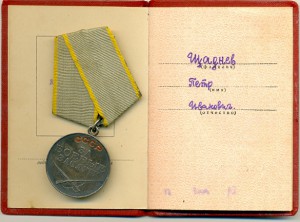 Щаднев
(фамилия)
Петр
(имя)
Иванович
(отчество)
СССР